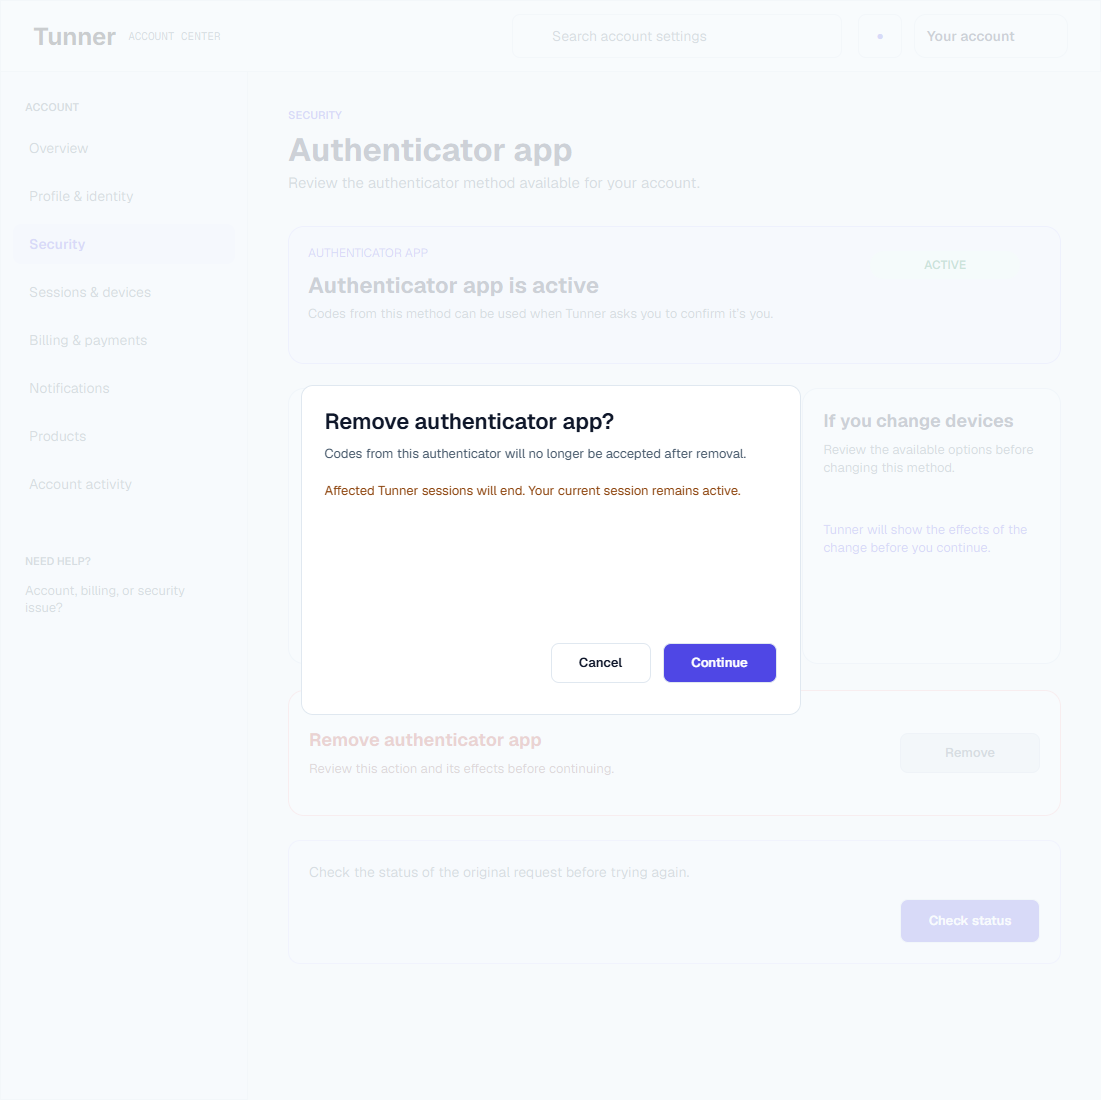 Tunner ACCOUNT CENTER
Search account settings
Your account
ACCOUNT
Overview
Profile & identity
Security
Sessions & devices
Billing & payments
Notifications
Products
Account activity
NEED HELP?
Account, billing, or security
issue?
SECURITY
Authenticator app
Review the authenticator method available for your account.
AUTHENTICATOR APP
Authenticator app is active
Codes from this method can be used when Tunner asks you to confirm it's you.
ACTIVE
Remove authenticator app?
Codes from this authenticator will no longer be accepted after removal.
Affected Tunner sessions will end. Your current session remains active.
Cancel
Continue
If you change devices
Review the available options before
changing this method.
Tunner will show the effects of the
change before you continue.
Remove authenticator app
Review this action and its effects before continuing.
Remove
Check the status of the original request before trying again.
Check status